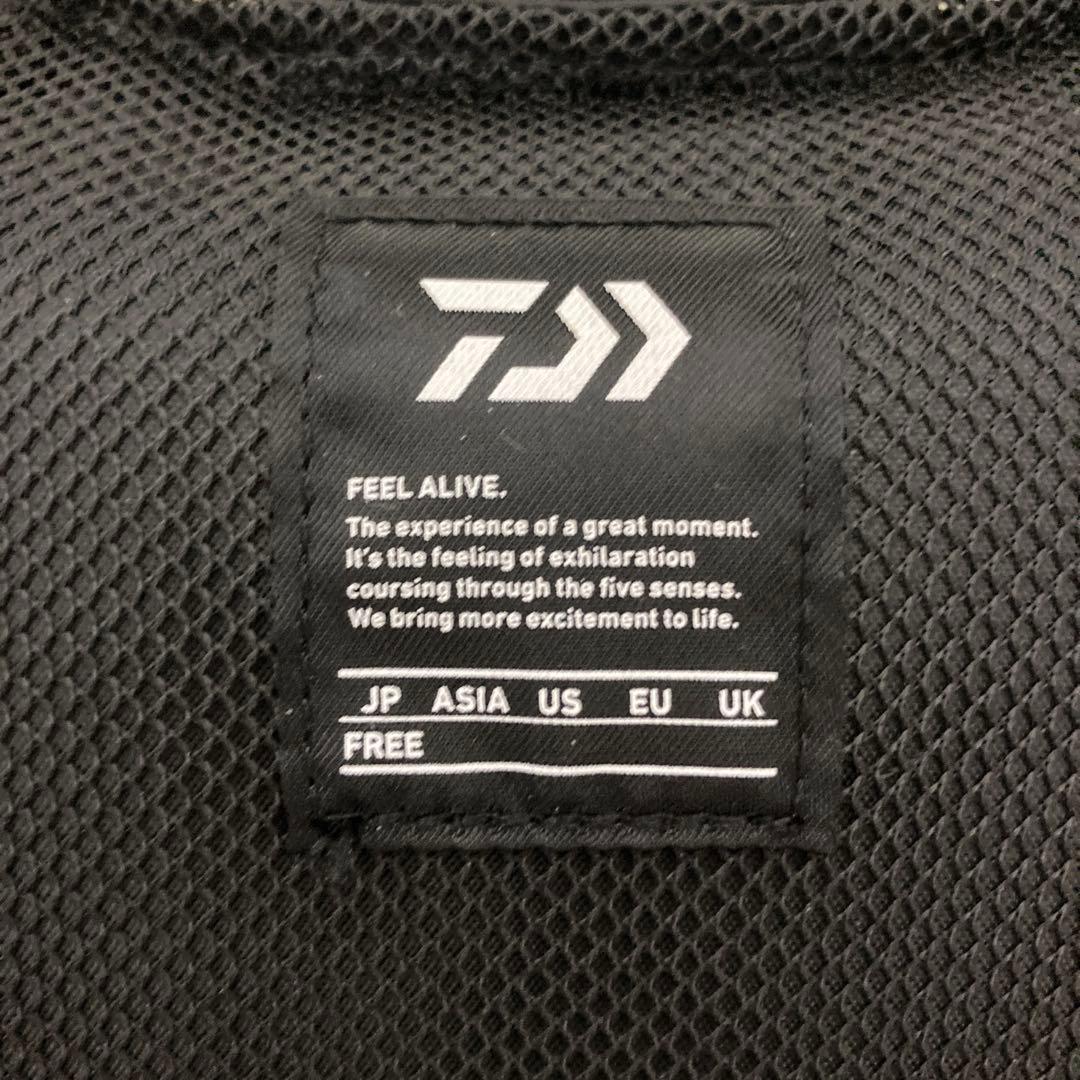 FEEL ALIVE.
The experience of a great moment.
It's the feeling of exhilaration
coursing through the five senses.
We bring more excitement to life.
JP ASIA US EU UK
FREE